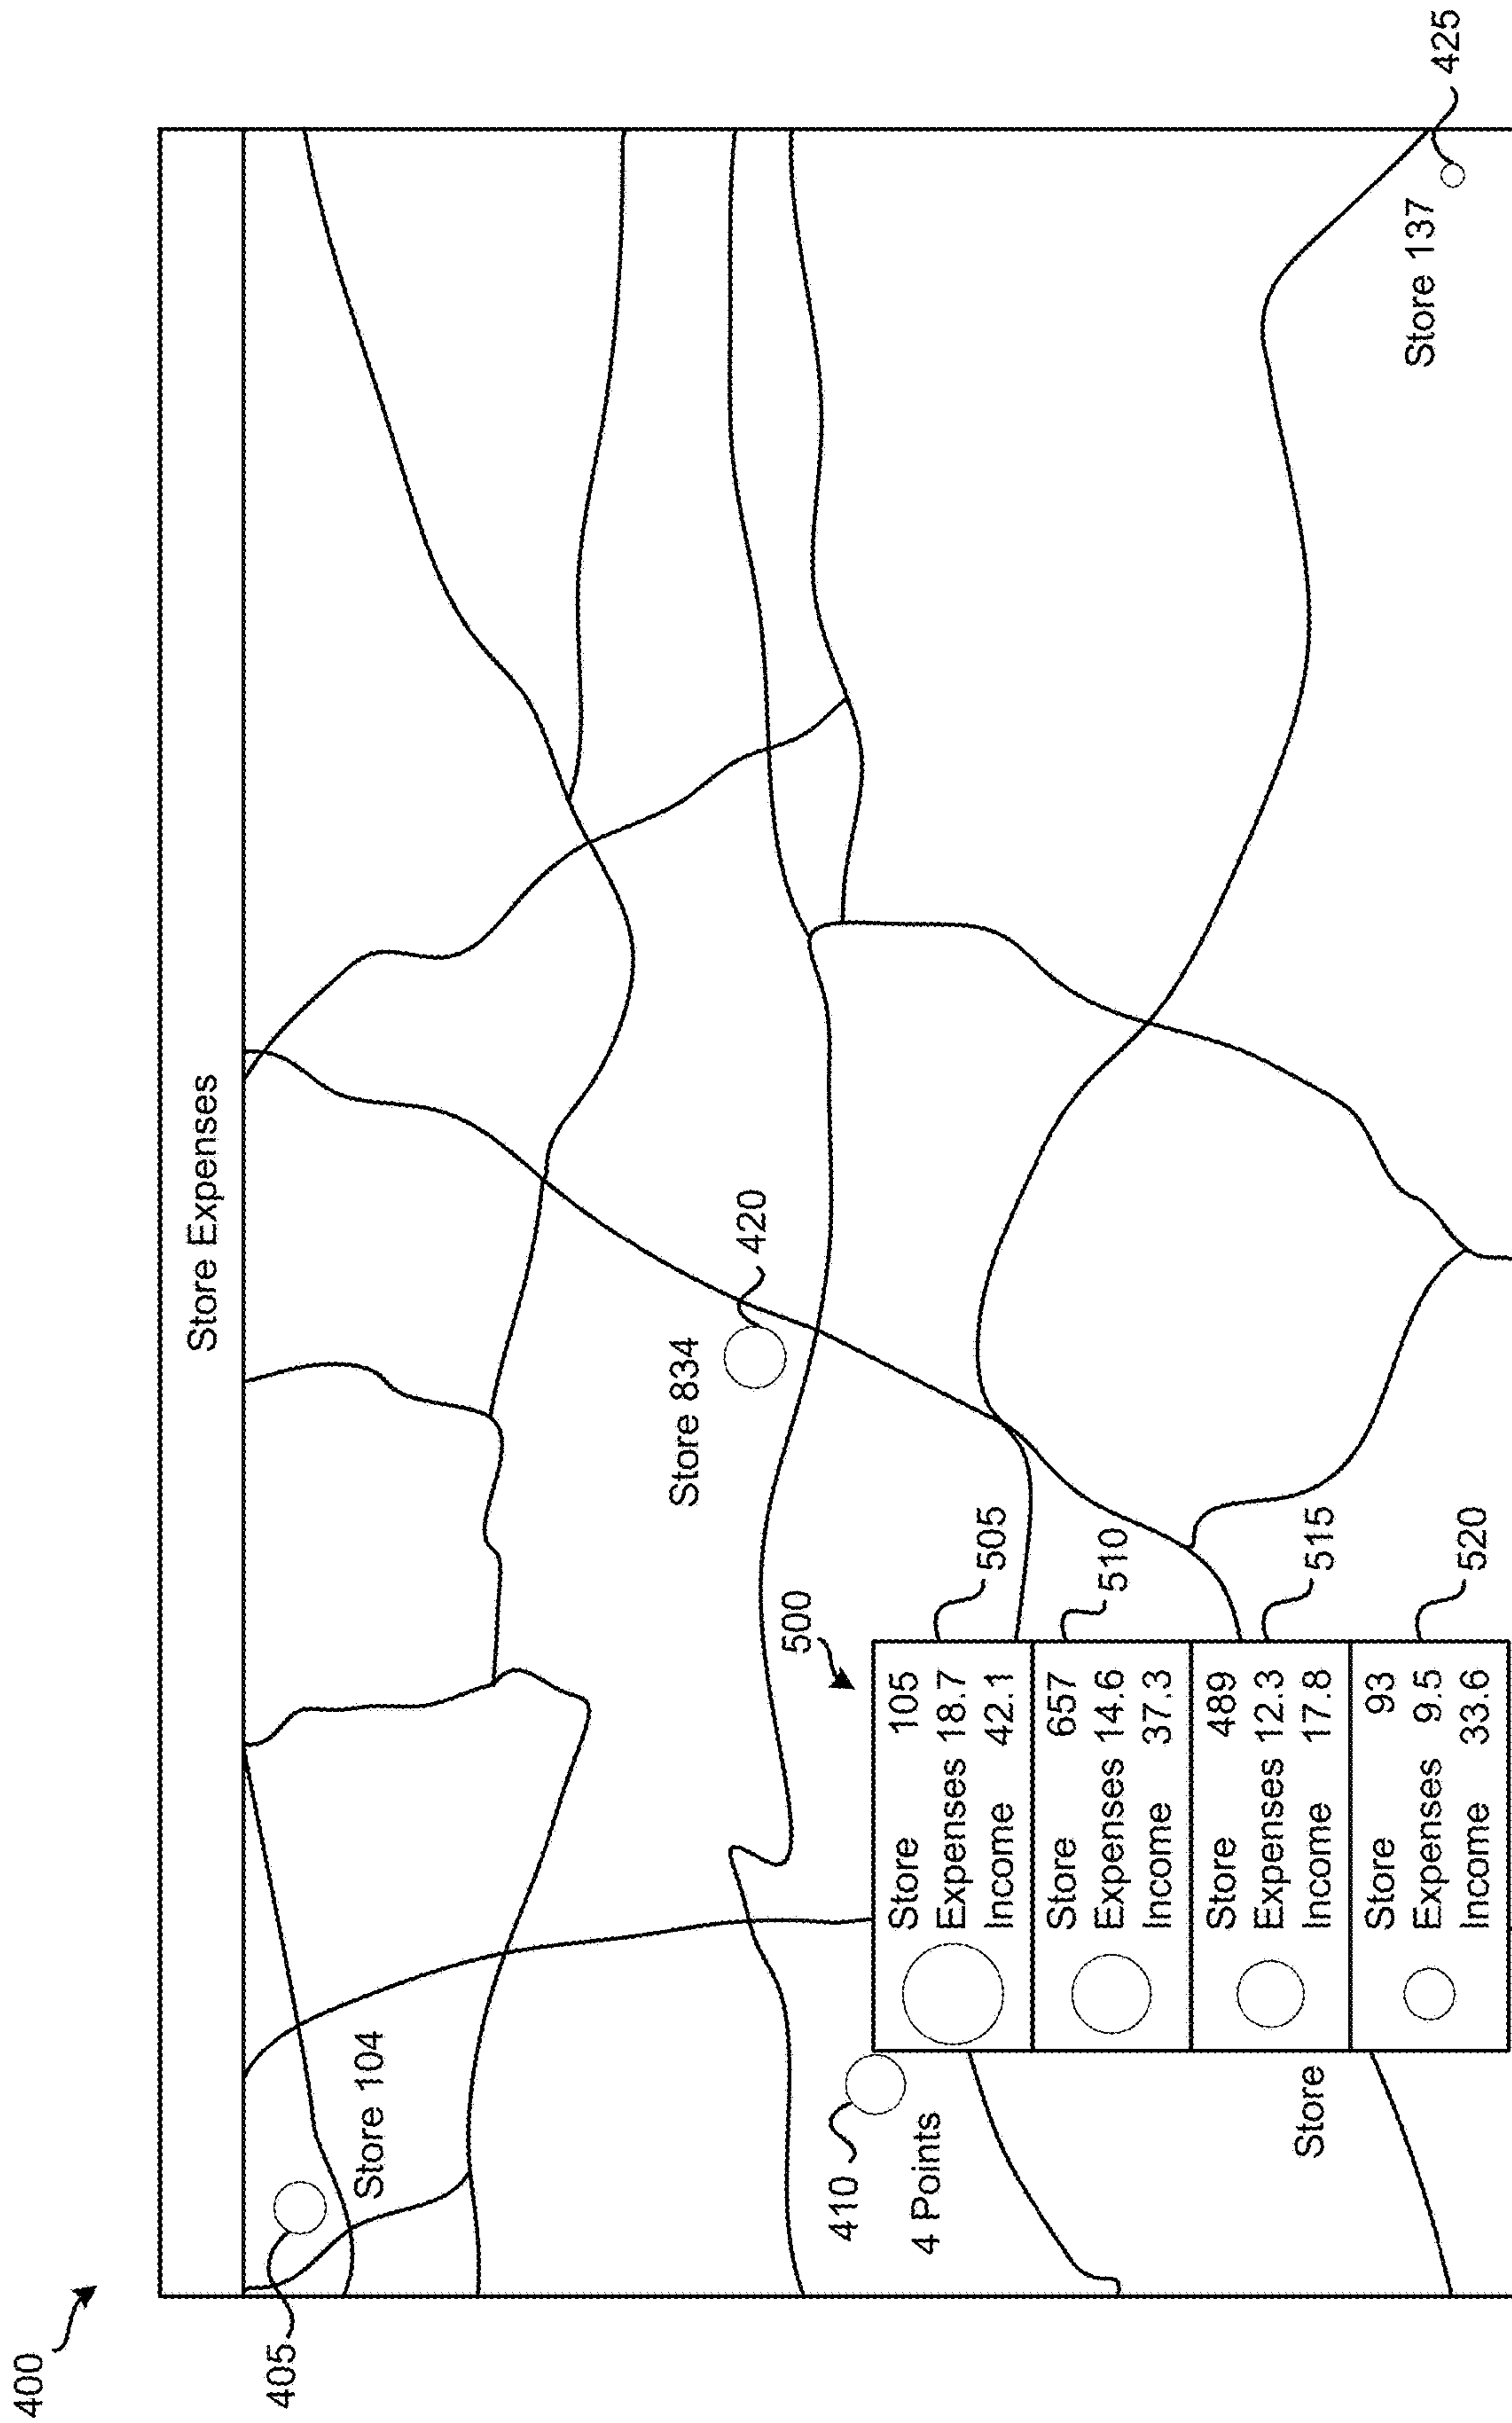 400
Store Expenses
405
Store 104
Store 834
420
500
410
4 Points
Store 105
Expenses 18.7
Income 42.1
505
Store 657
Expenses 14.6
Income 37.3
510
Store 489
Expenses 12.3
Income 17.8
515
Store
Store 93
Expenses 9.5
Income 33.6
520
Store 137
425